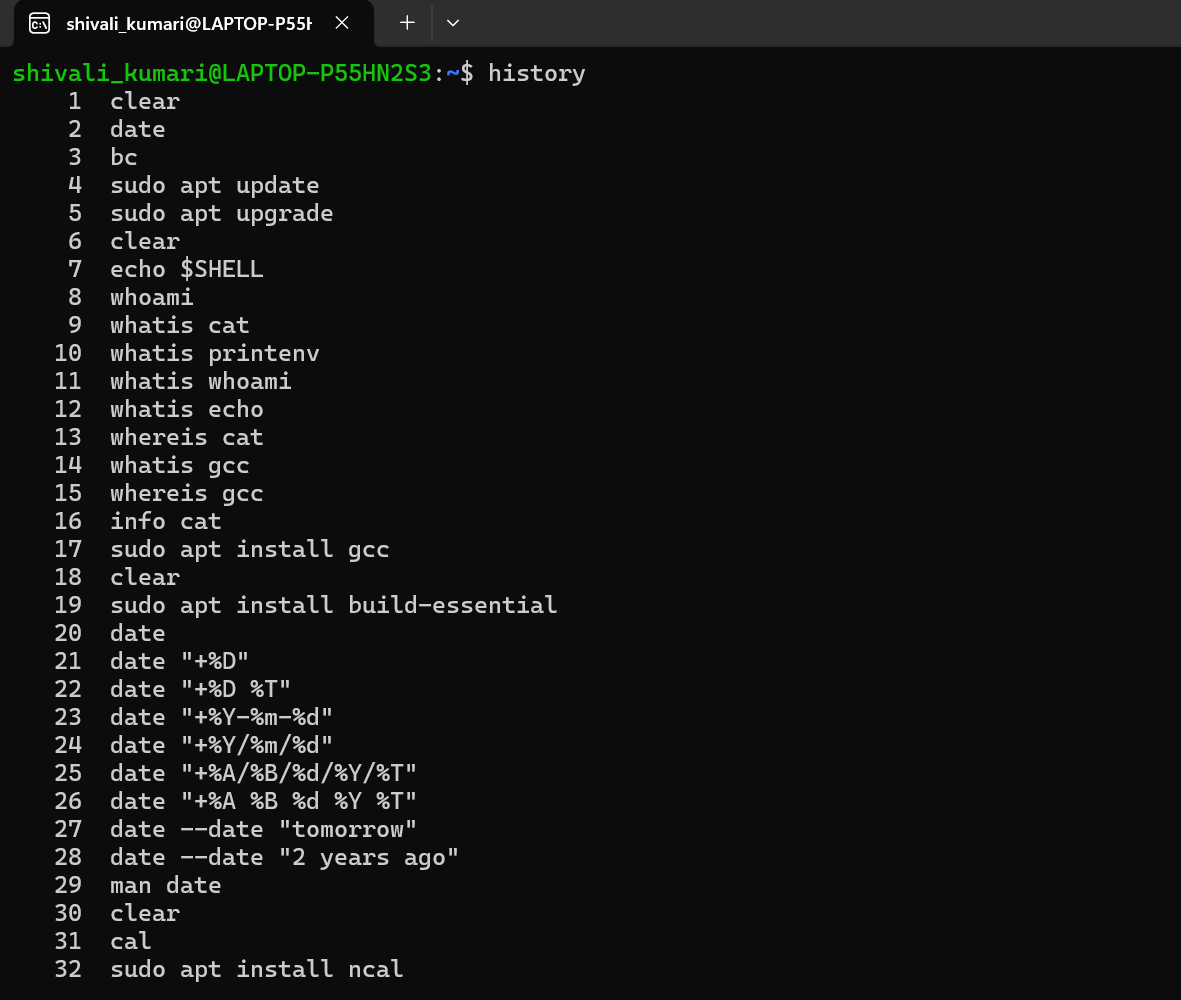 shivali_kumari@LAPTOP-P55H
shivali_kumari@LAPTOP-P55HN2S3:~$ history
1 clear
2 date
3 bc
4 sudo apt update
5 sudo apt upgrade
6 clear
7 echo $SHELL
8 whoami
9 whatis cat
10 whatis printenv
11 whatis whoami
12 whatis echo
13 whereis cat
14 whatis gcc
15 whereis gcc
16 info cat
17 sudo apt install gcc
18 clear
19 sudo apt install build-essential
20 date
21 date "+%D"
22 date "+%D %T"
23 date "+%Y-%m-%d"
24 date "+%Y/%m/%d"
25 date "+%A/%B/%d/%Y/%T"
26 date "+%A %B %d %Y %T"
27 date --date "tomorrow"
28 date --date "2 years ago"
29 man date
30 clear
31 cal
32 sudo apt install ncal